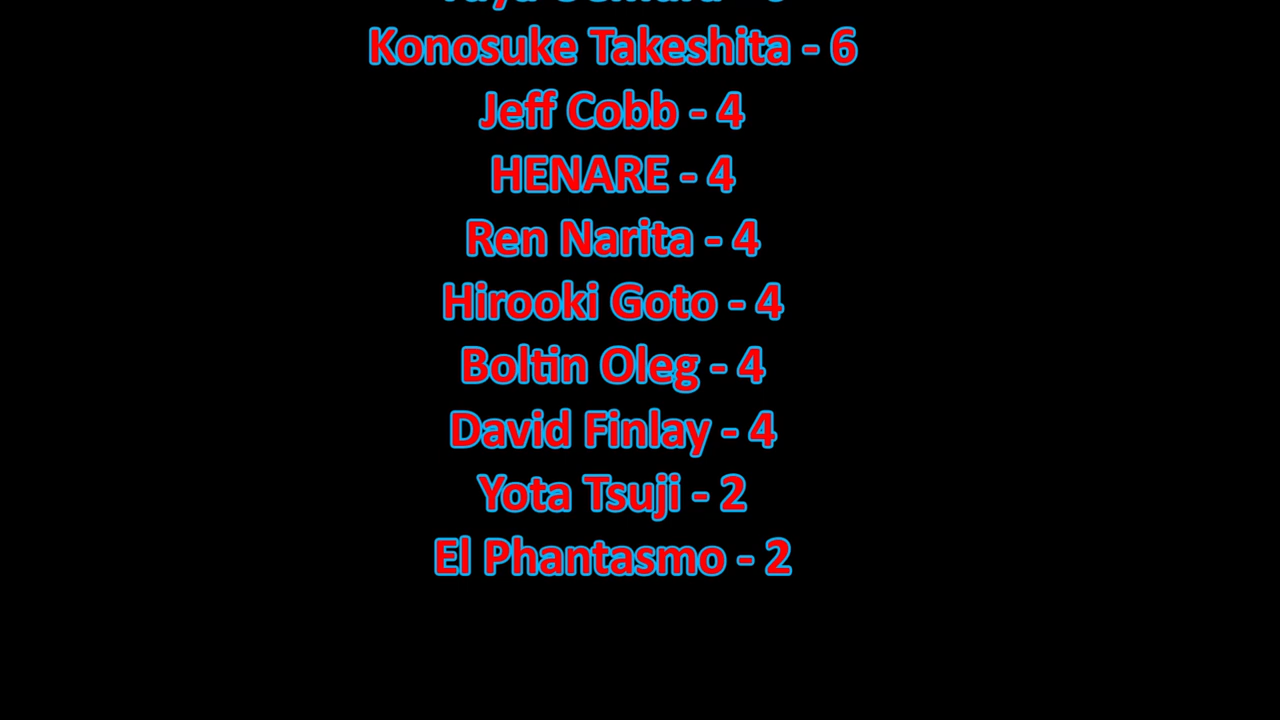 Konosuke Takeshita - 6
Jeff Cobb - 4
HENARE - 4
Ren Narita - 4
Hirooki Goto - 4
Boltin Oleg - 4
David Finlay - 4
Yota Tsuji - 2
El Phantasmo - 2